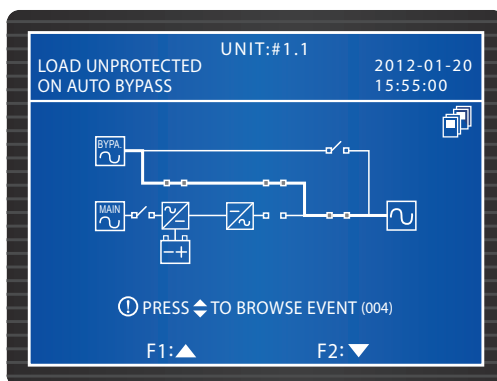 UNIT:#1.1
LOAD UNPROTECTED
ON AUTO BYPASS
2012-01-20
15:55:00
BYPA.
MAIN
PRESS TO BROWSE EVENT (004)
F1: F2: